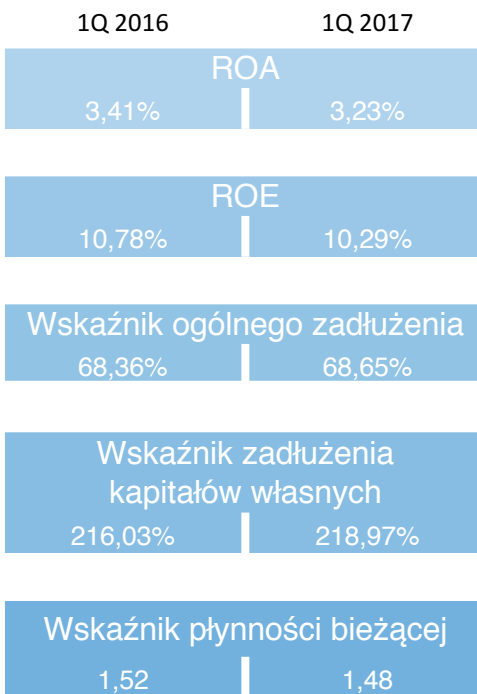 1Q 2016 1Q 2017
ROA
3,41% 3,23%
ROE
10,78% 10,29%
Wskaźnik ogólnego zadłużenia
68,36% 68,65%
Wskaźnik zadłużenia
kapitałów własnych
216,03% 218,97%
Wskaźnik płynności bieżącej
1,52 1,48